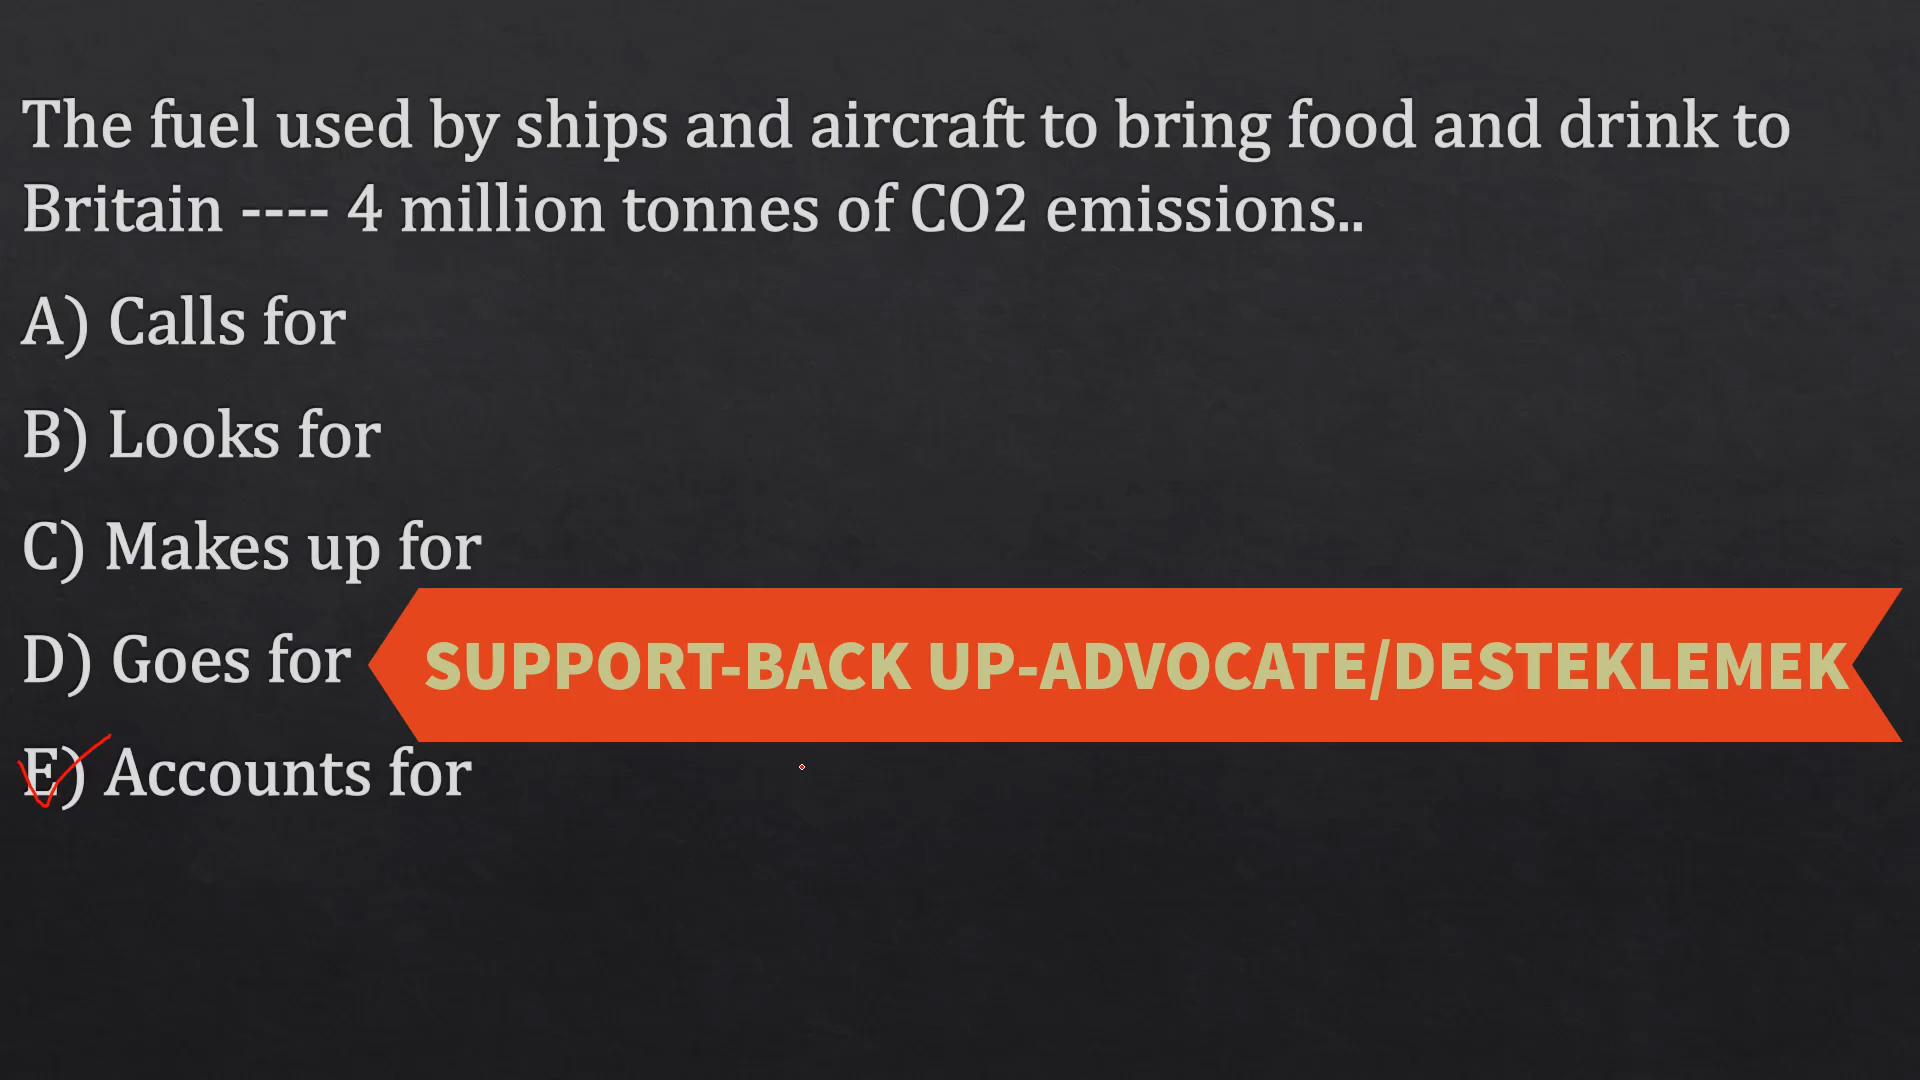 The fuel used by ships and aircraft to bring food and drink to
Britain ---- 4 million tonnes of CO2 emissions..
A) Calls for
B) Looks for
C) Makes up for
D) Goes for
SUPPORT-BACK UP-ADVOCATE/DESTEKLEMEK
E) Accounts for